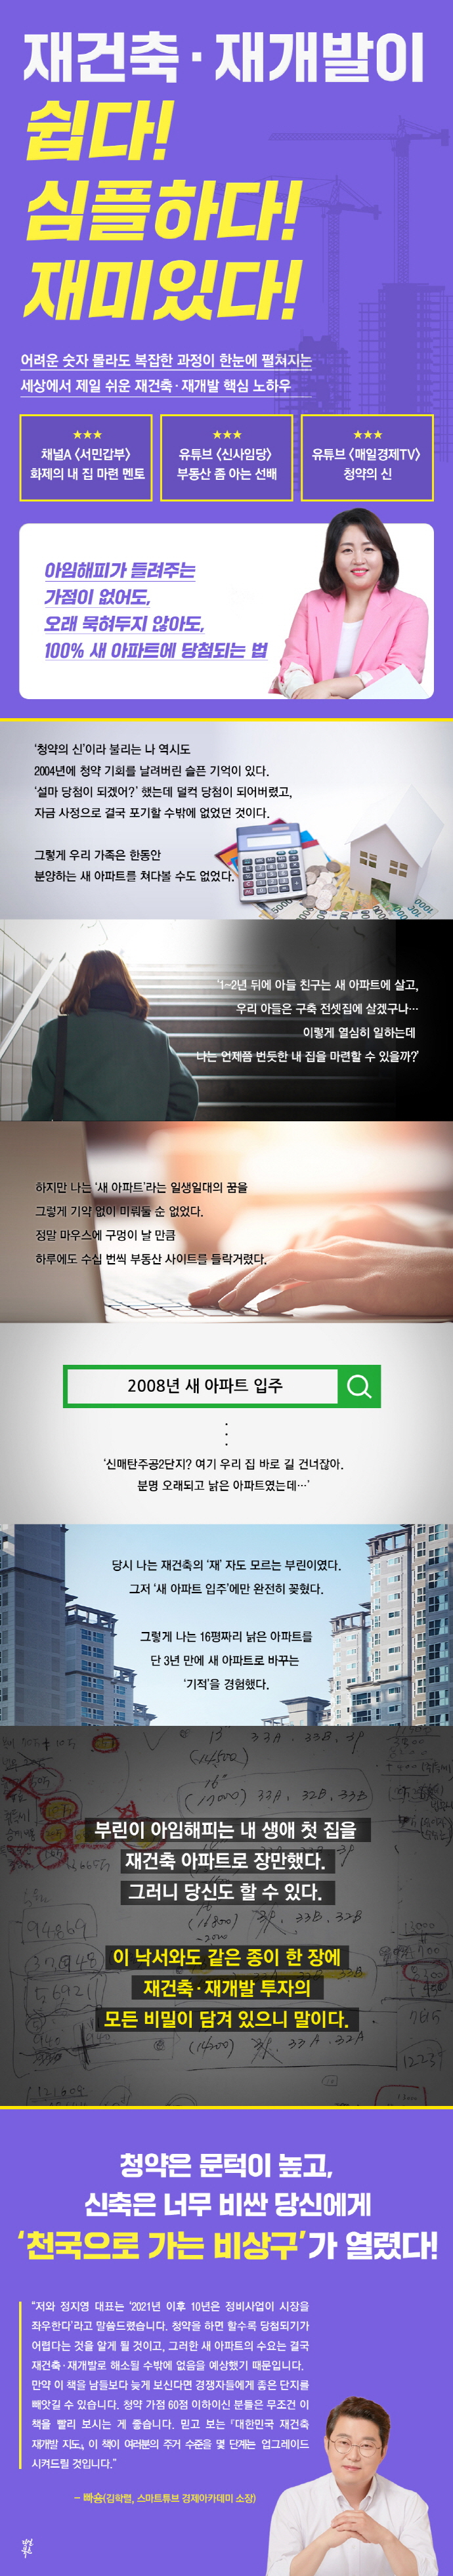 재건축·재개발이
쉽다!
심플하다!
재미있다!
어려운 숫자 몰라도 복잡한 과정이 한눈에 펼쳐지는
세상에서 제일 쉬운 재건축·재개발 핵심 노하우
★★★
채널A <서민갑부>
화제의 내 집 마련 멘토
★★★
유튜브 <신사임당>
부동산 좀 아는 선배
★★★
유튜브 <매일경제TV>
청약의 신
아임해피가 들려주는
가점이 없어도,
오래 묵혀두지 않아도,
100% 새 아파트에 당첨되는 법
'청약의 신'이라 불리는 나 역시도
2004년에 청약 기회를 날려버린 슬픈 기억이 있다.
'설마 당첨이 되겠어?' 했는데 덜컥 당첨이 되어버렸고,
자금 사정으로 결국 포기할 수밖에 없었던 것이다.
그렇게 우리 가족은 한동안
분양하는 새 아파트를 쳐다볼 수도 없었다.
'1~2년 뒤에 아들 친구는 새 아파트에 살고,
우리 아들은 구축 전셋집에 살겠구나…
이렇게 열심히 일하는데
나는 언제쯤 번듯한 내 집을 마련할 수 있을까?'
하지만 나는 '새 아파트'라는 일생일대의 꿈을
그렇게 기약 없이 미뤄둘 순 없었다.
정말 마우스에 구멍이 날 만큼
하루에도 수십 번씩 부동산 사이트를 들락거렸다.
2008년 새 아파트 입주
'신매탄주공2단지? 여기 우리 집 바로 길 건너잖아.
분명 오래되고 낡은 아파트였는데…'
당시 나는 재건축의 '재' 자도 모르는 부린이였다.
그저 '새 아파트 입주'에만 완전히 꽂혔다.
그렇게 나는 16평짜리 낡은 아파트를
단 3년 만에 새 아파트로 바꾸는
'기적'을 경험했다.
부린이 아임해피는 내 생애 첫 집을
재건축 아파트로 장만했다.
그러니 당신도 할 수 있다.
이 낙서와도 같은 종이 한 장에
재건축·재개발 투자의
모든 비밀이 담겨 있으니 말이다.
청약은 문턱이 높고,
신축은 너무 비싼 당신에게
'천국으로 가는 비상구'가 열렸다!
"저와 정지영 대표는 '2021년 이후 10년은 정비사업이 시장을
좌우한다'라고 말씀드렸습니다. 청약을 하면 할수록 당첨되기가
어렵다는 것을 알게 될 것이고, 그러한 새 아파트의 수요는 결국
재건축·재개발로 해소될 수밖에 없음을 예상했기 때문입니다.
만약 이 책을 남들보다 늦게 보신다면 경쟁자들에게 좋은 단지를
빼앗길 수 있습니다. 청약 가점 60점 이하이신 분들은 무조건 이
책을 빨리 보시는 게 좋습니다. 믿고 보는 『대한민국 재건축
재개발 지도』, 이 책이 여러분의 주거 수준을 몇 단계는 업그레이드
시켜드릴 것입니다."
- 빠숑(김학렬, 스마트튜브 경제아카데미 소장)